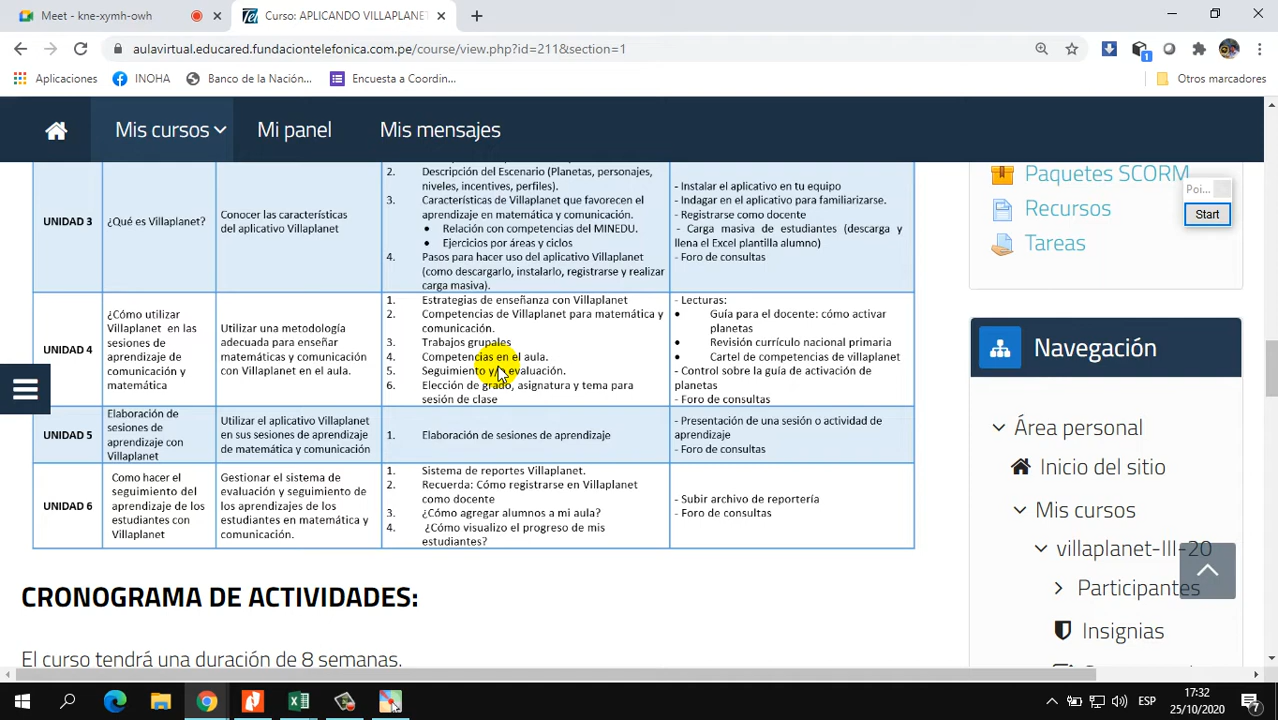 Meet - kne-xymh-owh
Curso: APLICANDO VILLAPLANET
aulavirtual.educared.fundaciontelefonica.com.pe/course/view.php?id=211&section=1
Aplicaciones
INOHA
Banco de la Nación...
Encuesta a Coordin...
Otros marcadores
Mis cursos
Mi panel
Mis mensajes
2. Descripción del Escenario (Planetas, personajes,
niveles, incentives, perfiles).
3. Características de Villaplanet que favorecen el
aprendizaje en matemática y comunicación.
• Relación con competencias del MINEDU.
• Ejercicios por áreas y ciclos
4. Pasos para hacer uso del aplicativo Villaplanet
(como descargarlo, instalarlo, registrarse y realizar
carga masiva).
UNIDAD 3
¿Qué es Villaplanet?
Conocer las características
del aplicativo Villaplanet
- Instalar el aplicativo en tu equipo
- Indagar en el aplicativo para familiarizarse.
- Registrarse como docente
- Carga masiva de estudiantes (descarga y
llena el Excel plantilla alumno)
- Foro de consultas
UNIDAD 4
¿Cómo utilizar
Villaplanet en las
sesiones de
aprendizaje de
comunicación y
matemática
Utilizar una metodología
adecuada para enseñar
matemáticas y comunicación
con Villaplanet en el aula.
1. Estrategias de enseñanza con Villaplanet
2. Competencias de Villaplanet para matemática y
comunicación.
3. Trabajos grupales
4. Competencias en el aula.
5. Seguimiento y evaluación.
6. Elección de grado, asignatura y tema para
sesión de clase
- Lecturas:
• Guía para el docente: cómo activar
planetas
• Revisión currículo nacional primaria
• Cartel de competencias de villaplanet
- Control sobre la guía de activación de
planetas
- Foro de consultas
UNIDAD 5
Elaboración de
sesiones de
aprendizaje con
Villaplanet
Utilizar el aplicativo Villaplanet
en sus sesiones de aprendizaje
de matemática y comunicación
1. Elaboración de sesiones de aprendizaje
- Presentación de una sesión o actividad de
aprendizaje
- Foro de consultas
UNIDAD 6
Como hacer el
seguimiento del
aprendizaje de los
estudiantes con
Villaplanet
Gestionar el sistema de
evaluación y seguimiento de
los aprendizajes de los
estudiantes en matemática y
comunicación.
1. Sistema de reportes Villaplanet.
2. Recuerda: Cómo registrarse en Villaplanet
como docente
3. ¿Cómo agregar alumnos a mi aula?
4. ¿Cómo visualizo el progreso de mis
estudiantes?
- Subir archivo de reportería
- Foro de consultas
CRONOGRAMA DE ACTIVIDADES:
El curso tendrá una duración de 8 semanas.
Paquetes SCORM
Recursos
Tareas
Poi...
Start
Navegación
Área personal
Inicio del sitio
Mis cursos
villaplanet-III-20
Participantes
Insignias
ESP
17:32
25/10/2020
7